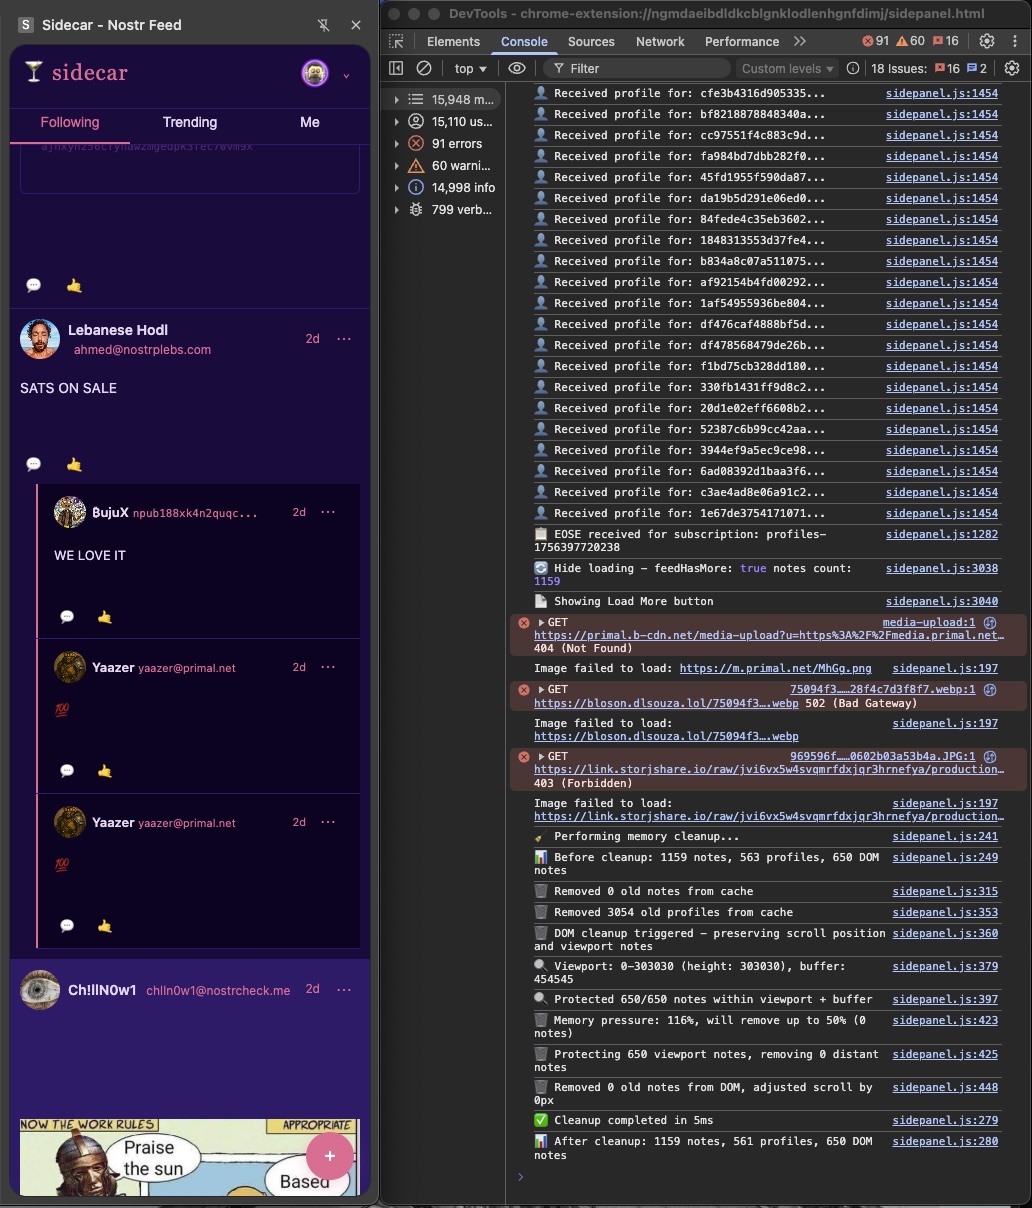 S Sidecar - Nostr Feed
sidecar
Following Trending Me
ajhxyh256cfyhawzmgedpk3fec70vm9x
Lebanese Hodl
ahmed@nostrplebs.com
2d ...
SATS ON SALE
₿ujuX npub188xk4n2quqc... 2d ...
WE LOVE IT
Yaazer yaazer@primal.net 2d ...
💯
Yaazer yaazer@primal.net 2d ...
💯
Ch!llN0w1 chlln0w1@nostrcheck.me 2d ...
NOW THE WORK RULES
APPROPRIATE
Praise
the sun
Based
+
DevTools - chrome-extension://ngmdaeibdldkcblgnklodlenhgnfdimj/sidepanel.html
Elements Console Sources Network Performance >> 91 60 16
top ▾ Filter Custom levels ▾ 18 Issues: 16 2
15,948 m...
15,110 us...
91 errors
60 warni...
14,998 info
799 verb...
👤 Received profile for: cfe3b4316d905335... sidepanel.js:1454
👤 Received profile for: bf8218878848340a... sidepanel.js:1454
👤 Received profile for: cc97551f4c883c9d... sidepanel.js:1454
👤 Received profile for: fa984bd7dbb282f0... sidepanel.js:1454
👤 Received profile for: 45fd1955f590da87... sidepanel.js:1454
👤 Received profile for: da19b5d291e06ed0... sidepanel.js:1454
👤 Received profile for: 84fede4c35eb3602... sidepanel.js:1454
👤 Received profile for: 1848313553d37fe4... sidepanel.js:1454
👤 Received profile for: b834a8c07a511075... sidepanel.js:1454
👤 Received profile for: af92154b4fd00292... sidepanel.js:1454
👤 Received profile for: 1af54955936be804... sidepanel.js:1454
👤 Received profile for: df476caf4888bf5d... sidepanel.js:1454
👤 Received profile for: df478568479de26b... sidepanel.js:1454
👤 Received profile for: f1bd75cb328dd180... sidepanel.js:1454
👤 Received profile for: 330fb1431ff9d8c2... sidepanel.js:1454
👤 Received profile for: 20d1e02eff6608b2... sidepanel.js:1454
👤 Received profile for: 52387c6b99cc42aa... sidepanel.js:1454
👤 Received profile for: 3944ef9a5ec9ce98... sidepanel.js:1454
👤 Received profile for: 6ad08392d1baa3f6... sidepanel.js:1454
👤 Received profile for: c3ae4ad8e06a91c2... sidepanel.js:1454
👤 Received profile for: 1e67de3754171071... sidepanel.js:1454
📋 EOSE received for subscription: profiles- sidepanel.js:1282
1756397720238
🔄 Hide loading - feedHasMore: true notes count: sidepanel.js:3038
1159
📄 Showing Load More button sidepanel.js:3040
GET media-upload:1
https://primal.b-cdn.net/media-upload?u=https%3A%2F%2Fmedia.primal.net…
404 (Not Found)
Image failed to load: https://m.primal.net/MhGg.png sidepanel.js:197
GET 75094f3……28f4c7d3f8f7.webp:1
https://bloson.dlsouza.lol/75094f3….webp 502 (Bad Gateway)
Image failed to load: sidepanel.js:197
https://bloson.dlsouza.lol/75094f3….webp
GET 969596f……0602b03a53b4a.JPG:1
https://link.storjshare.io/raw/jvi6vx5w4svqmrfdxjqr3hrnefya/production…
403 (Forbidden)
Image failed to load: sidepanel.js:197
https://link.storjshare.io/raw/jvi6vx5w4svqmrfdxjqr3hrnefya/production…
🧹 Performing memory cleanup... sidepanel.js:241
📊 Before cleanup: 1159 notes, 563 profiles, 650 DOM sidepanel.js:249
notes
🗑️ Removed 0 old notes from cache sidepanel.js:315
🗑️ Removed 3054 old profiles from cache sidepanel.js:353
🗑️ DOM cleanup triggered - preserving scroll position sidepanel.js:360
and viewport notes
🔍 Viewport: 0-303030 (height: 303030), buffer: sidepanel.js:379
454545
🔍 Protected 650/650 notes within viewport + buffer sidepanel.js:397
🗑️ Memory pressure: 116%, will remove up to 50% (0 sidepanel.js:423
notes)
🗑️ Protecting 650 viewport notes, removing 0 distant sidepanel.js:425
notes
🗑️ Removed 0 old notes from DOM, adjusted scroll by sidepanel.js:448
0px
✅ Cleanup completed in 5ms sidepanel.js:279
📊 After cleanup: 1159 notes, 561 profiles, 650 DOM sidepanel.js:280
notes